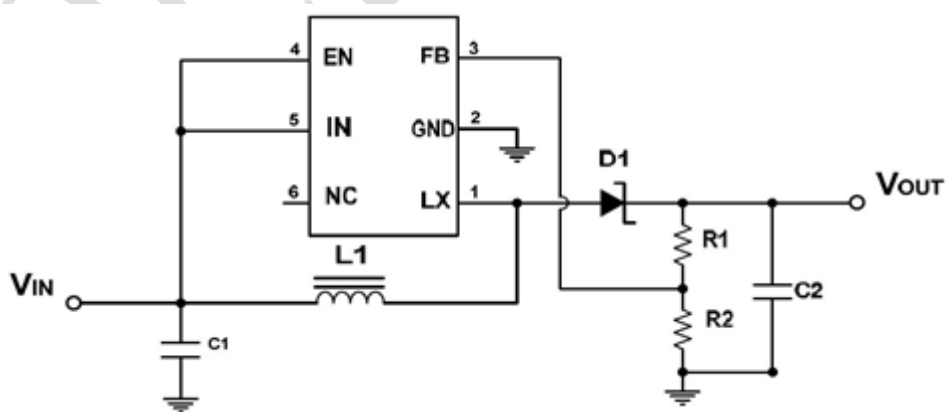 4 EN FB 3
5 IN GND 2
D1
VOUT
6 NC LX 1
R1
L1
VIN
C2
R2
C1